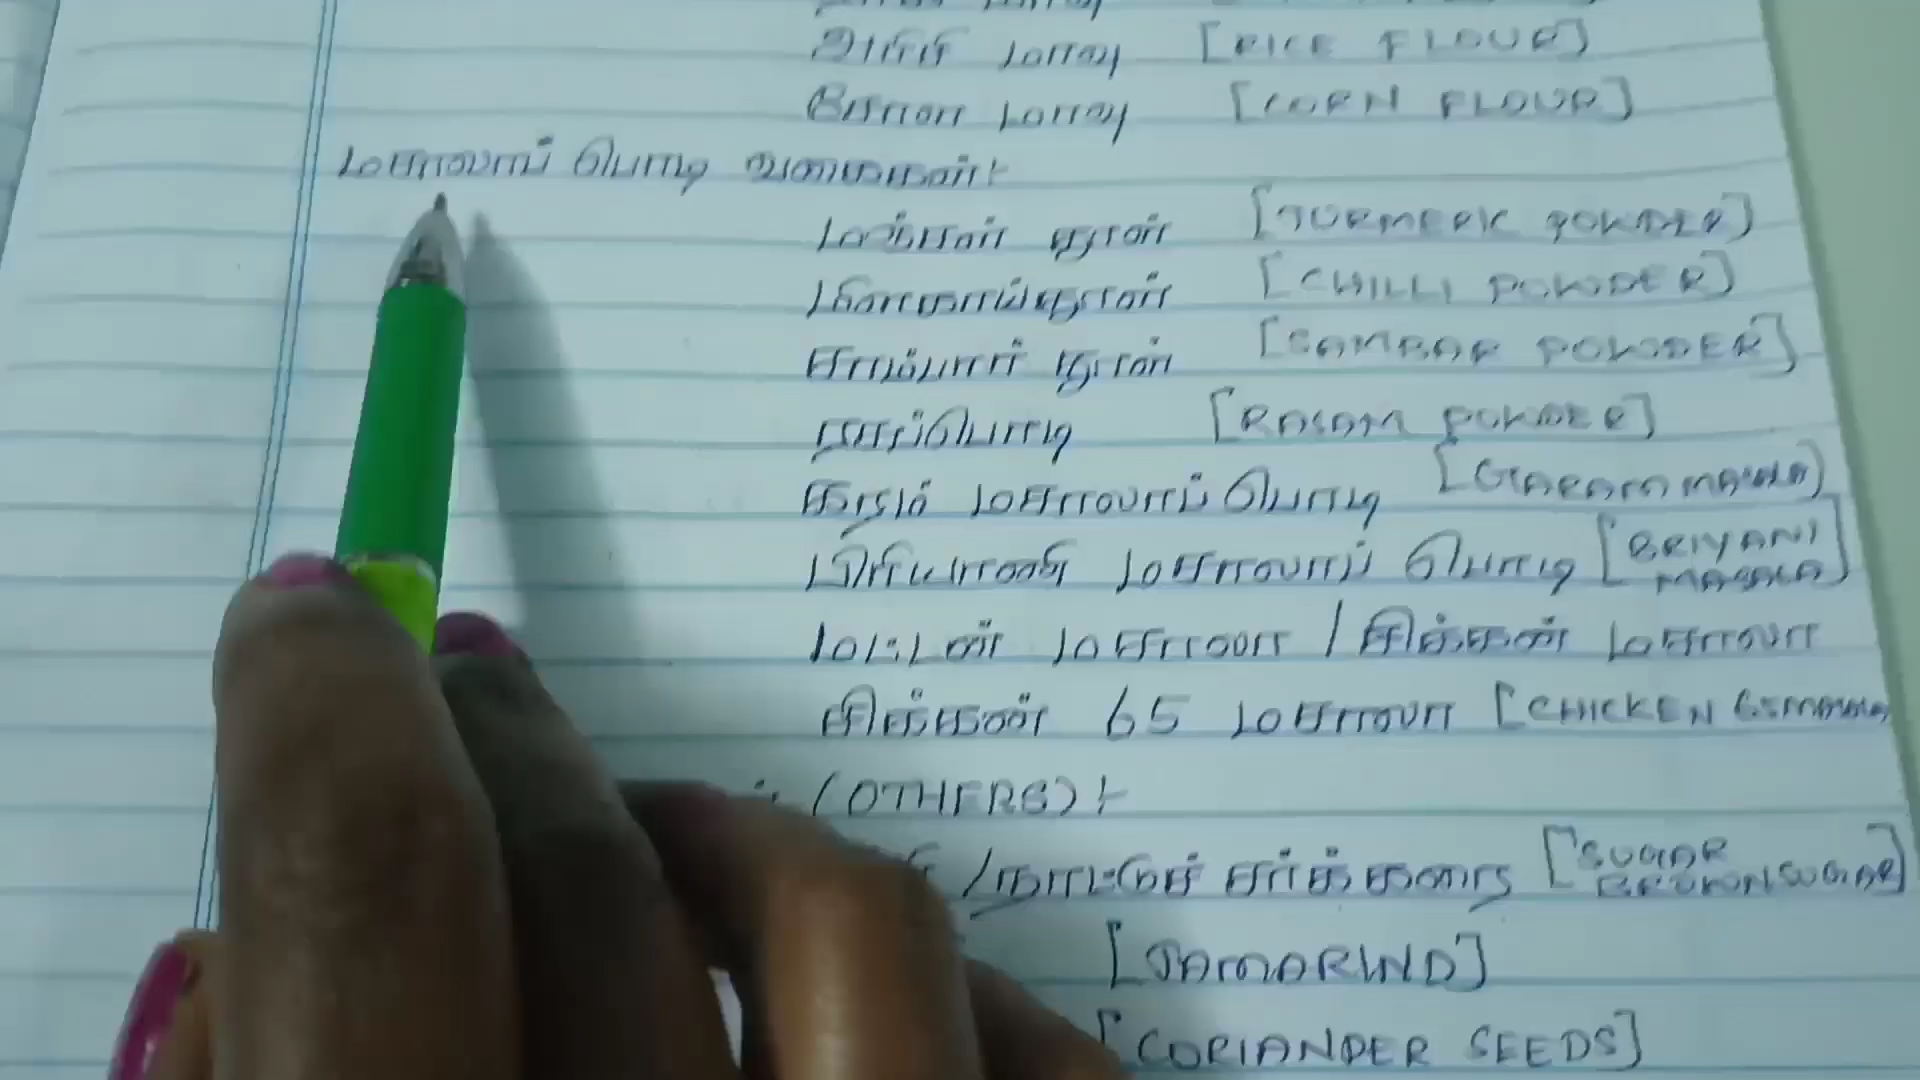 அரிசி மாவு [RICE FLOUR]
சோள மாவு [CORN FLOUR]
மசாலாப் பொடி வகைகள்:-
மஞ்சள் தூள் [TURMERIC POWDER]
மிளகாய்தூள் [CHILLI POWDER]
சாம்பார் தூள் [SAMBAR POWDER]
ரசப்பொடி [RASAM POWDER]
கரம் மசாலாப் பொடி [GARAM MASALA]
பிரியாணி மசாலாப் பொடி [BRIYANI MASALA]
மட்டன் மசாலா / சிக்கன் மசாலா
சிக்கன் 65 மசாலா [CHICKEN 65 MASALA
(OTHERS):-
/நாட்டுச் சர்க்கரை [SUGAR BROWN SUGAR]
[TAMARIND]
[CORIANDER SEEDS]